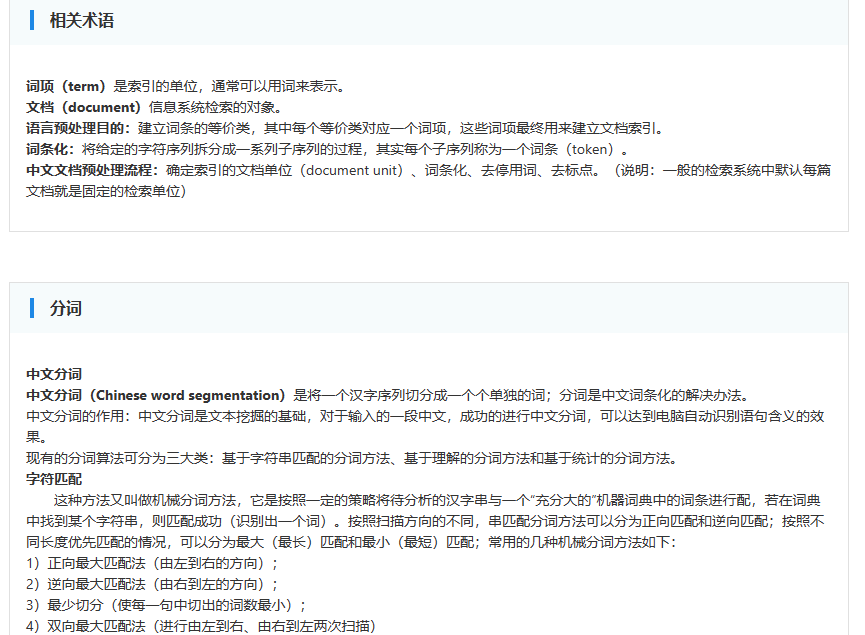 相关术语
词项（term）是索引的单位，通常可以用词来表示。
文档（document）信息系统检索的对象。
语言预处理目的：建立词条的等价类，其中每个等价类对应一个词项，这些词项最终用来建立文档索引。
词条化：将给定的字符序列拆分成一系列子序列的过程，其实每个子序列称为一个词条（token）。
中文文档预处理流程：确定索引的文档单位（document unit）、词条化、去停用词、去标点。（说明：一般的检索系统中默认每篇
文档就是固定的检索单位）
分词
中文分词
中文分词（Chinese word segmentation）是将一个汉字序列切分成一个个单独的词；分词是中文词条化的解决办法。
中文分词的作用：中文分词是文本挖掘的基础，对于输入的一段中文，成功的进行中文分词，可以达到电脑自动识别语句含义的效
果。
现有的分词算法可分为三大类：基于字符串匹配的分词方法、基于理解的分词方法和基于统计的分词方法。
字符匹配
这种方法又叫做机械分词方法，它是按照一定的策略将待分析的汉字串与一个“充分大的”机器词典中的词条进行配，若在词典
中找到某个字符串，则匹配成功（识别出一个词）。按照扫描方向的不同，串匹配分词方法可以分为正向匹配和逆向匹配；按照不
同长度优先匹配的情况，可以分为最大（最长）匹配和最小（最短）匹配；常用的几种机械分词方法如下：
1）正向最大匹配法（由左到右的方向）；
2）逆向最大匹配法（由右到左的方向）；
3）最少切分（使每一句中切出的词数最小）；
4）双向最大匹配法（进行由左到右、由右到左两次扫描）